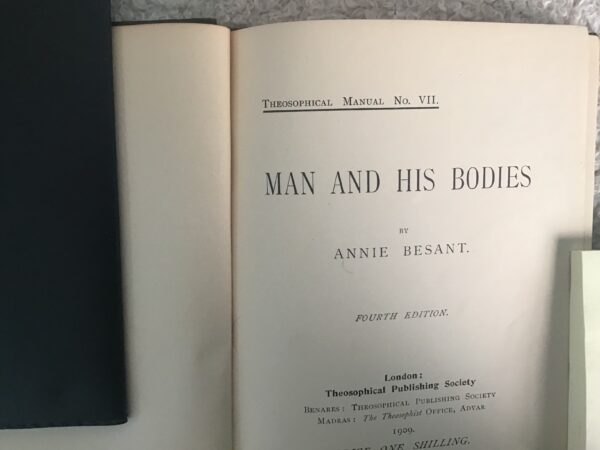 THEOSOPHICAL MANUAL NO. VII.
MAN AND HIS BODIES
BY
ANNIE BESANT.
FOURTH EDITION.
London:
Theosophical Publishing Society
BENARES: THEOSOPHICAL PUBLISHING SOCIETY
MADRAS: The Theosophist OFFICE, ADYAR
1909.
ONE SHILLING.